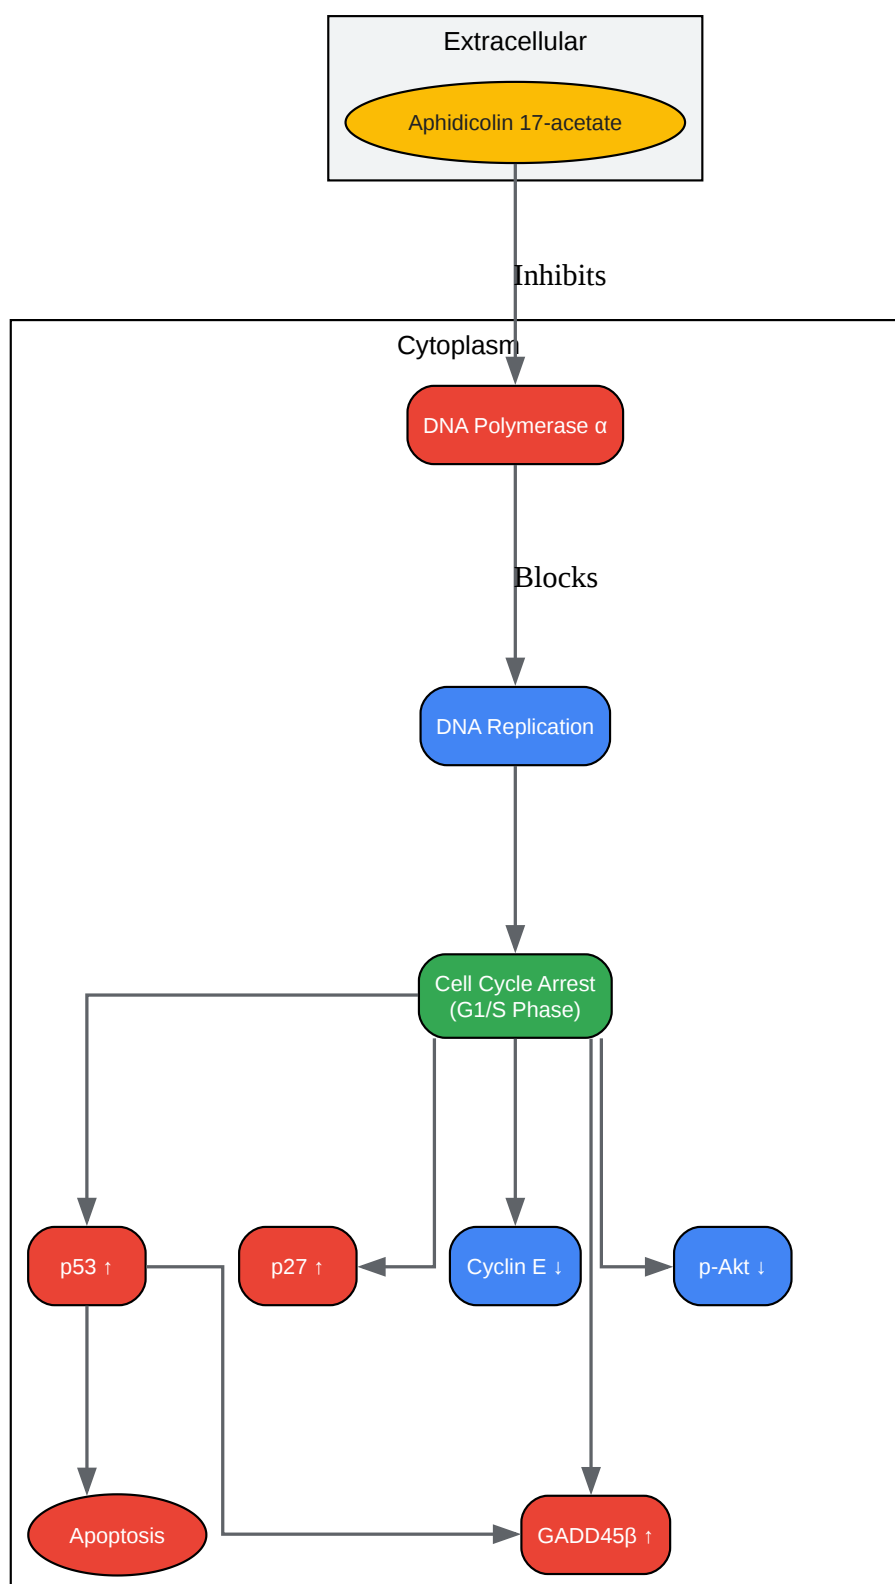 Extracellular
Aphidicolin 17-acetate
Inhibits
Cytoplasm
DNA Polymerase α
Blocks
DNA Replication
Cell Cycle Arrest
(G1/S Phase)
p53 ↑
p27 ↑
Cyclin E ↓
p-Akt ↓
Apoptosis
GADD45β ↑